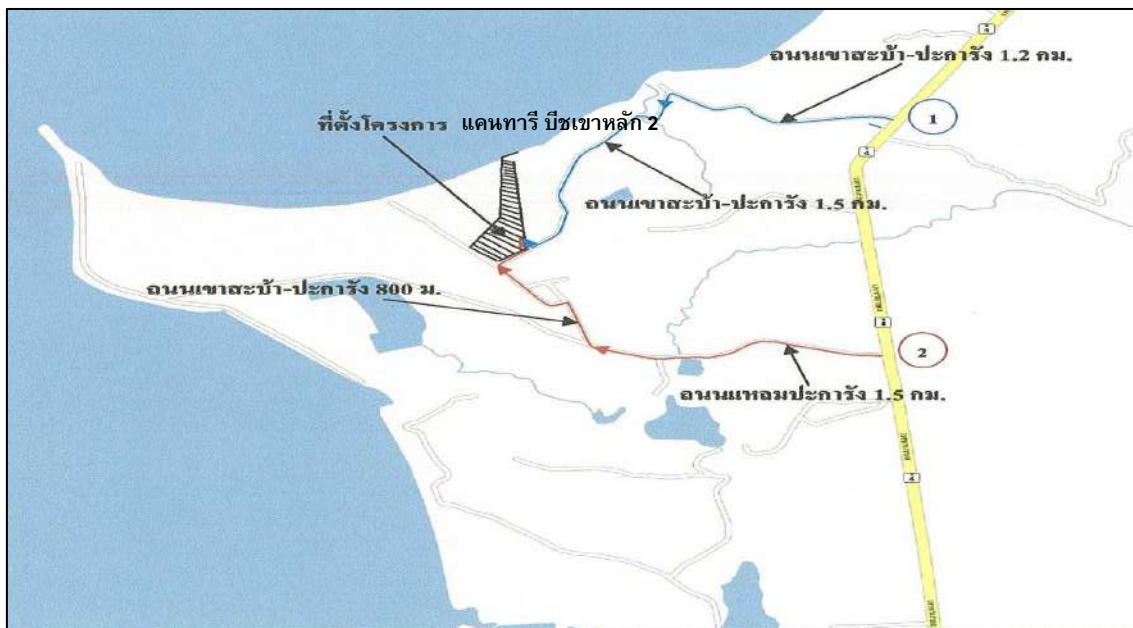 ถนนเขาสะบ้า-ปะการัง 1.2 กม.
1
ที่ตั้งโครงการ แคนทารี บีชเขาหลัก 2
ถนนเขาสะบ้า-ปะการัง 1.5 กม.
ถนนเขาสะบ้า-ปะการัง 800 ม.
2
ถนนแหลมปะการัง 1.5 กม.